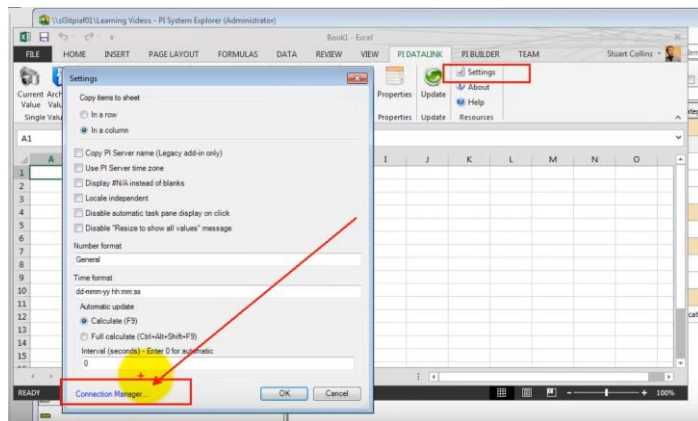 \\sl3itpiaf01\Learning Videos - PI System Explorer (Administrator)
Book1 - Excel
FILE HOME INSERT PAGE LAYOUT FORMULAS DATA REVIEW VIEW PI DATALINK PI BUILDER TEAM Stuart Collins
Settings
Current Arch
Value Valu
Single Valu
Properties Update
Settings
About
Help
Properties Update Resources
A1
A I J K L M N O
Settings
Copy items to sheet
In a row
In a column
Copy PI Server name (Legacy add-in only)
Use PI Server time zone
Display #N/A instead of blanks
Locale independent
Disable automatic task pane display on click
Disable "Resize to show all values" message
Number format
General
Time format
dd-mmm-yy hh:mm:ss
Automatic update
Calculate (F9)
Full calculate (Ctrl+Alt+Shift+F9)
Interval (seconds) - Enter 0 for automatic
0
Connection Manager...
OK Cancel
1
2
3
4
5
6
7
8
9
10
11
12
13
14
15
READY
100%